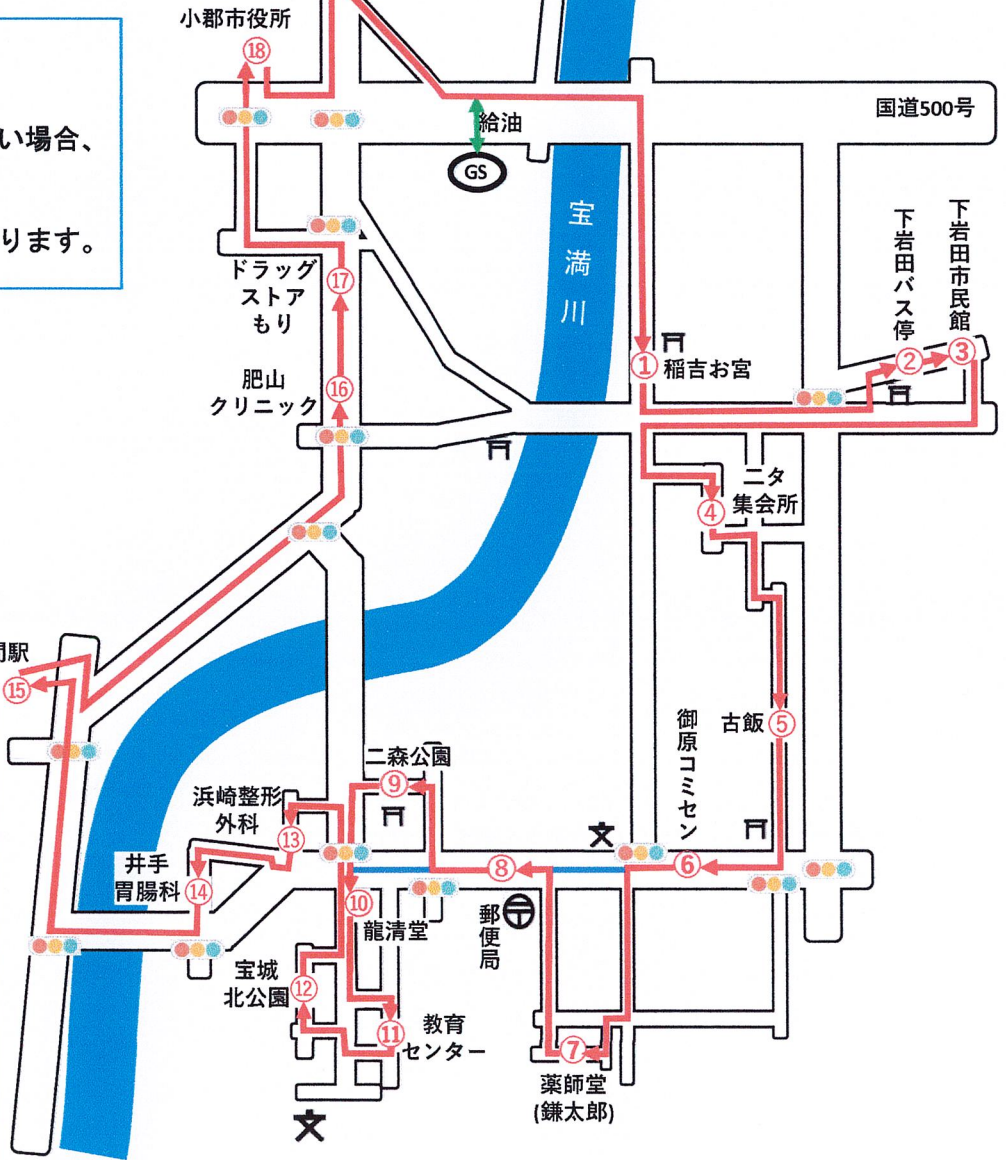 小郡市役所
⑱
い場合、
ります。
国道500号
給油
GS
宝満川
下岩田バス停
下岩田市民館
ドラッグ
ストア
もり
⑰
①
稲吉お宮
②
③
肥山
クリニック
⑯
二タ
集会所
④
駅
⑮
古飯
⑤
御原コミセン
二森公園
⑨
浜崎整形
外科
⑬
井手
胃腸科
⑭
⑧
⑥
⑩
龍清堂
郵便局
宝城
北公園
⑫
⑪
教育
センター
⑦
薬師堂
(鎌太郎)